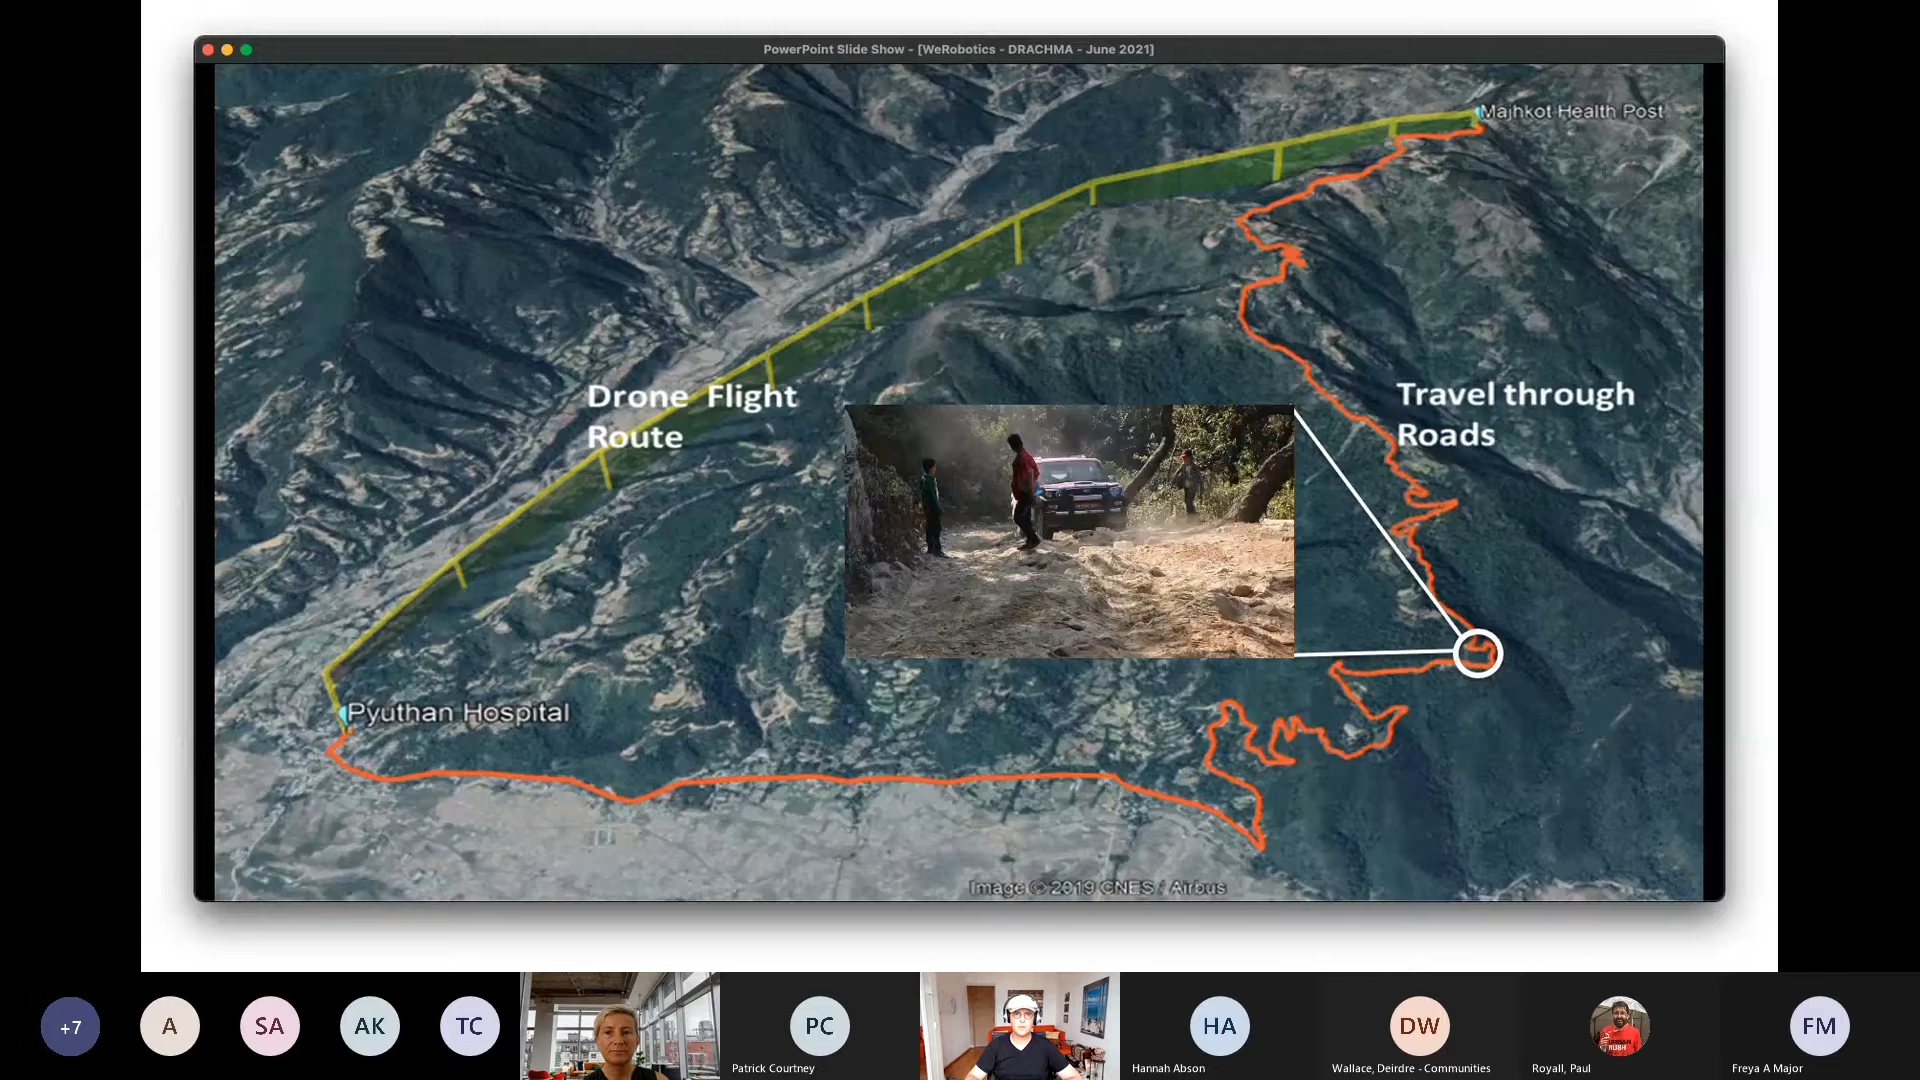 PowerPoint Slide Show - [WeRobotics - DRACHMA - June 2021]
Majhkot Health Post
Drone Flight
Route
Travel through
Roads
Pyuthan Hospital
Image © 2019 CNES / Airbus
+7
A
SA
AK
TC
PC
Patrick Courtney
HA
Hannah Abson
DW
Wallace, Deirdre - Communities
Royall, Paul
FM
Freya A Major